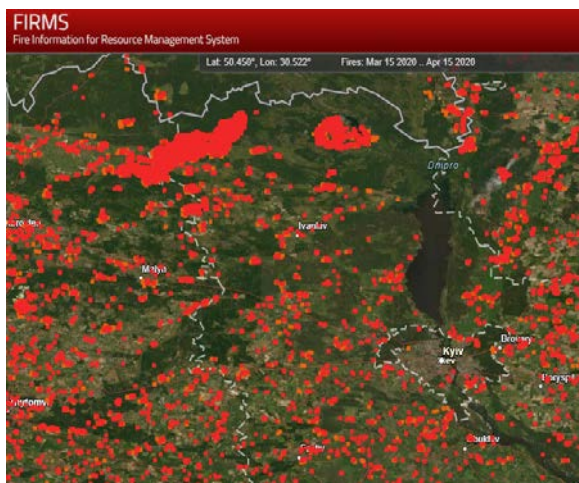 FIRMS
Fire Information for Resource Management System
Lat: 50.450°, Lon: 30.522° Fires: Mar 15 2020 .. Apr 15 2020
Dnipro
Ivankiv
Malyn
Brovary
Kyiv
Kiev